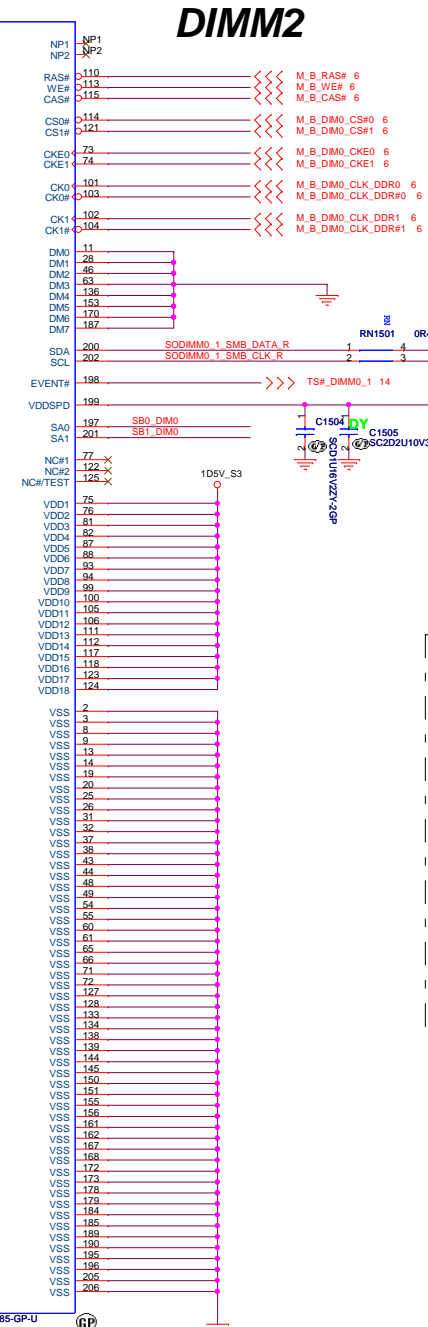 DIMM2
NP1 NP1
NP2 NP2
RAS# 110 M_B_RAS# 6
WE# 113 M_B_WE# 6
CAS# 115 M_B_CAS# 6
CS0# 114 M_B_DIM0_CS#0 6
CS1# 121 M_B_DIM0_CS#1 6
CKE0 73 M_B_DIM0_CKE0 6
CKE1 74 M_B_DIM0_CKE1 6
CK0 101 M_B_DIM0_CLK_DDR0 6
CK0# 103 M_B_DIM0_CLK_DDR#0 6
CK1 102 M_B_DIM0_CLK_DDR1 6
CK1# 104 M_B_DIM0_CLK_DDR#1 6
DM0 11
DM1 28
DM2 46
DM3 63
DM4 136
DM5 153
DM6 170
DM7 187
RN
RN1501 0R4
SDA 200 SODIMM0_1_SMB_DATA_R 1 4
SCL 202 SODIMM0_1_SMB_CLK_R 2 3
EVENT# 198 TS#_DIMM0_1 14
VDDSPD 199
SA0 197 SB0_DIM0
SA1 201 SB1_DIM0
1 C1504 2 GP SCD1U16V2ZY-2GP
1 DY C1505 2 GP SC2D2U10V3
NC#1 77
NC#2 122
NC#/TEST 125
1D5V_S3
VDD1 75
VDD2 76
VDD3 81
VDD4 82
VDD5 87
VDD6 88
VDD7 93
VDD8 94
VDD9 99
VDD10 100
VDD11 105
VDD12 106
VDD13 111
VDD14 112
VDD15 117
VDD16 118
VDD17 123
VDD18 124
VSS 2
VSS 3
VSS 8
VSS 9
VSS 13
VSS 14
VSS 19
VSS 20
VSS 25
VSS 26
VSS 31
VSS 32
VSS 37
VSS 38
VSS 43
VSS 44
VSS 48
VSS 49
VSS 54
VSS 55
VSS 60
VSS 61
VSS 65
VSS 66
VSS 71
VSS 72
VSS 127
VSS 128
VSS 133
VSS 134
VSS 138
VSS 139
VSS 144
VSS 145
VSS 150
VSS 151
VSS 155
VSS 156
VSS 161
VSS 162
VSS 167
VSS 168
VSS 172
VSS 173
VSS 178
VSS 179
VSS 184
VSS 185
VSS 189
VSS 190
VSS 195
VSS 196
VSS 205
VSS 206
85-GP-U
GP